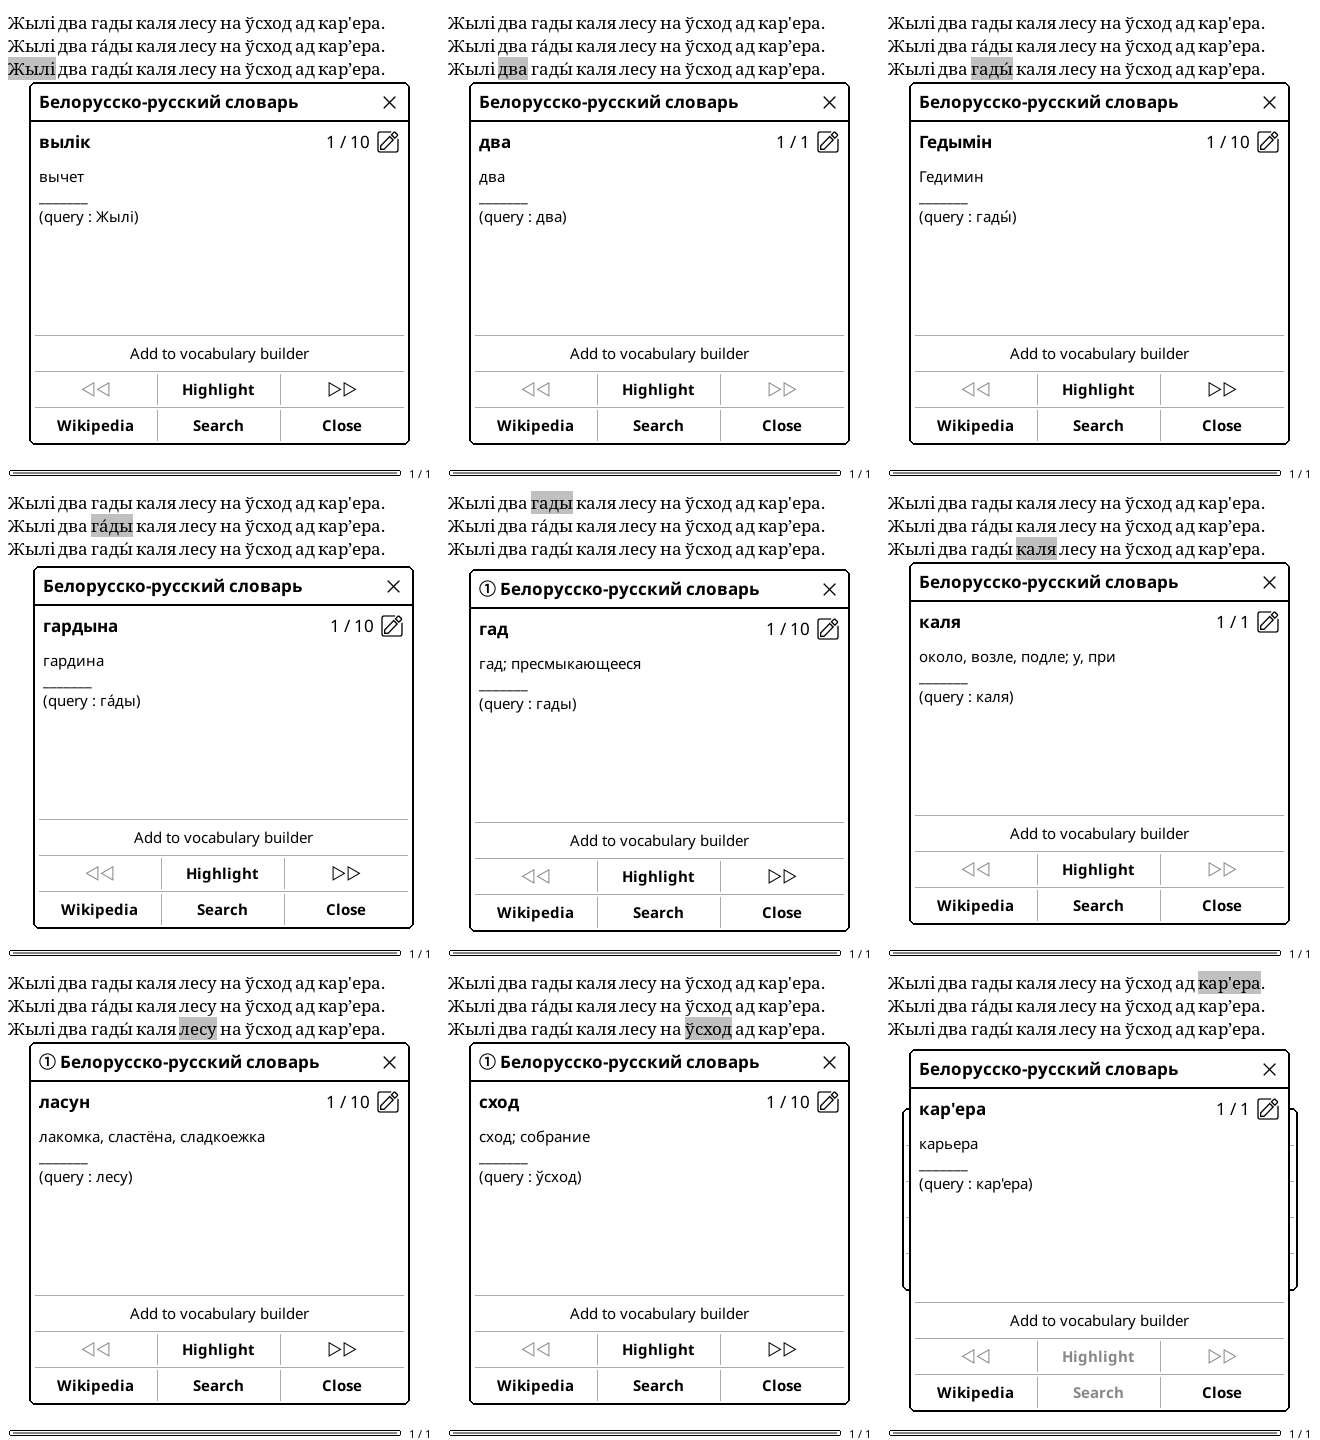 Жылі два гады каля лесу на ўсход ад кар'ера.
Жылі два га́ды каля лесу на ўсход ад кар’ера.
Жылі два гады́ каля лесу на ўсход ад кар’ера.
Белорусско-русский словарь
вылік 1 / 10
вычет
_______
(query : Жылі)
Add to vocabulary builder
Highlight
Wikipedia Search Close
1 / 1
Жылі два гады каля лесу на ўсход ад кар'ера.
Жылі два га́ды каля лесу на ўсход ад кар’ера.
Жылі два гады́ каля лесу на ўсход ад кар’ера.
Белорусско-русский словарь
два 1 / 1
два
_______
(query : два)
Add to vocabulary builder
Highlight
Wikipedia Search Close
1 / 1
Жылі два гады каля лесу на ўсход ад кар'ера.
Жылі два га́ды каля лесу на ўсход ад кар’ера.
Жылі два гады́ каля лесу на ўсход ад кар’ера.
Белорусско-русский словарь
Гедымін 1 / 10
Гедимин
_______
(query : гады́)
Add to vocabulary builder
Highlight
Wikipedia Search Close
1 / 1
Жылі два гады каля лесу на ўсход ад кар'ера.
Жылі два га́ды каля лесу на ўсход ад кар’ера.
Жылі два гады́ каля лесу на ўсход ад кар’ера.
Белорусско-русский словарь
гардына 1 / 10
гардина
_______
(query : га́ды)
Add to vocabulary builder
Highlight
Wikipedia Search Close
1 / 1
Жылі два гады каля лесу на ўсход ад кар'ера.
Жылі два га́ды каля лесу на ўсход ад кар’ера.
Жылі два гады́ каля лесу на ўсход ад кар’ера.
① Белорусско-русский словарь
гад 1 / 10
гад; пресмыкающееся
_______
(query : гады)
Add to vocabulary builder
Highlight
Wikipedia Search Close
1 / 1
Жылі два гады каля лесу на ўсход ад кар'ера.
Жылі два га́ды каля лесу на ўсход ад кар’ера.
Жылі два гады́ каля лесу на ўсход ад кар’ера.
Белорусско-русский словарь
каля 1 / 1
около, возле, подле; у, при
_______
(query : каля)
Add to vocabulary builder
Highlight
Wikipedia Search Close
1 / 1
Жылі два гады каля лесу на ўсход ад кар'ера.
Жылі два га́ды каля лесу на ўсход ад кар’ера.
Жылі два гады́ каля лесу на ўсход ад кар’ера.
① Белорусско-русский словарь
ласун 1 / 10
лакомка, сластёна, сладкоежка
_______
(query : лесу)
Add to vocabulary builder
Highlight
Wikipedia Search Close
1 / 1
Жылі два гады каля лесу на ўсход ад кар'ера.
Жылі два га́ды каля лесу на ўсход ад кар’ера.
Жылі два гады́ каля лесу на ўсход ад кар’ера.
① Белорусско-русский словарь
сход 1 / 10
сход; собрание
_______
(query : ўсход)
Add to vocabulary builder
Highlight
Wikipedia Search Close
1 / 1
Жылі два гады каля лесу на ўсход ад кар'ера.
Жылі два га́ды каля лесу на ўсход ад кар’ера.
Жылі два гады́ каля лесу на ўсход ад кар’ера.
Белорусско-русский словарь
кар'ера 1 / 1
карьера
_______
(query : кар'ера)
Add to vocabulary builder
Highlight
Wikipedia Search Close
1 / 1